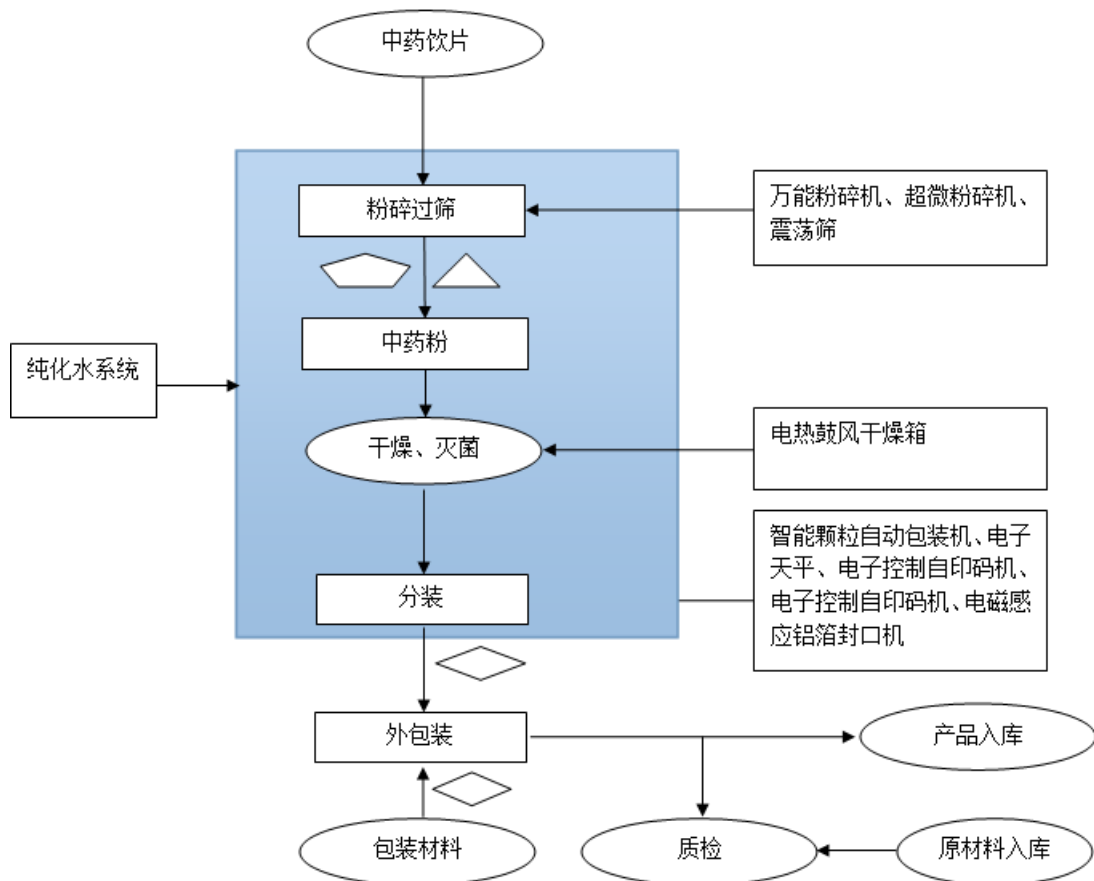 中药饮片
粉碎过筛
万能粉碎机、超微粉碎机、
震荡筛
中药粉
纯化水系统
干燥、灭菌
电热鼓风干燥箱
智能颗粒自动包装机、电子
天平、电子控制自印码机、
电子控制自印码机、电磁感
应铝箔封口机
分装
外包装
产品入库
包装材料
质检
原材料入库